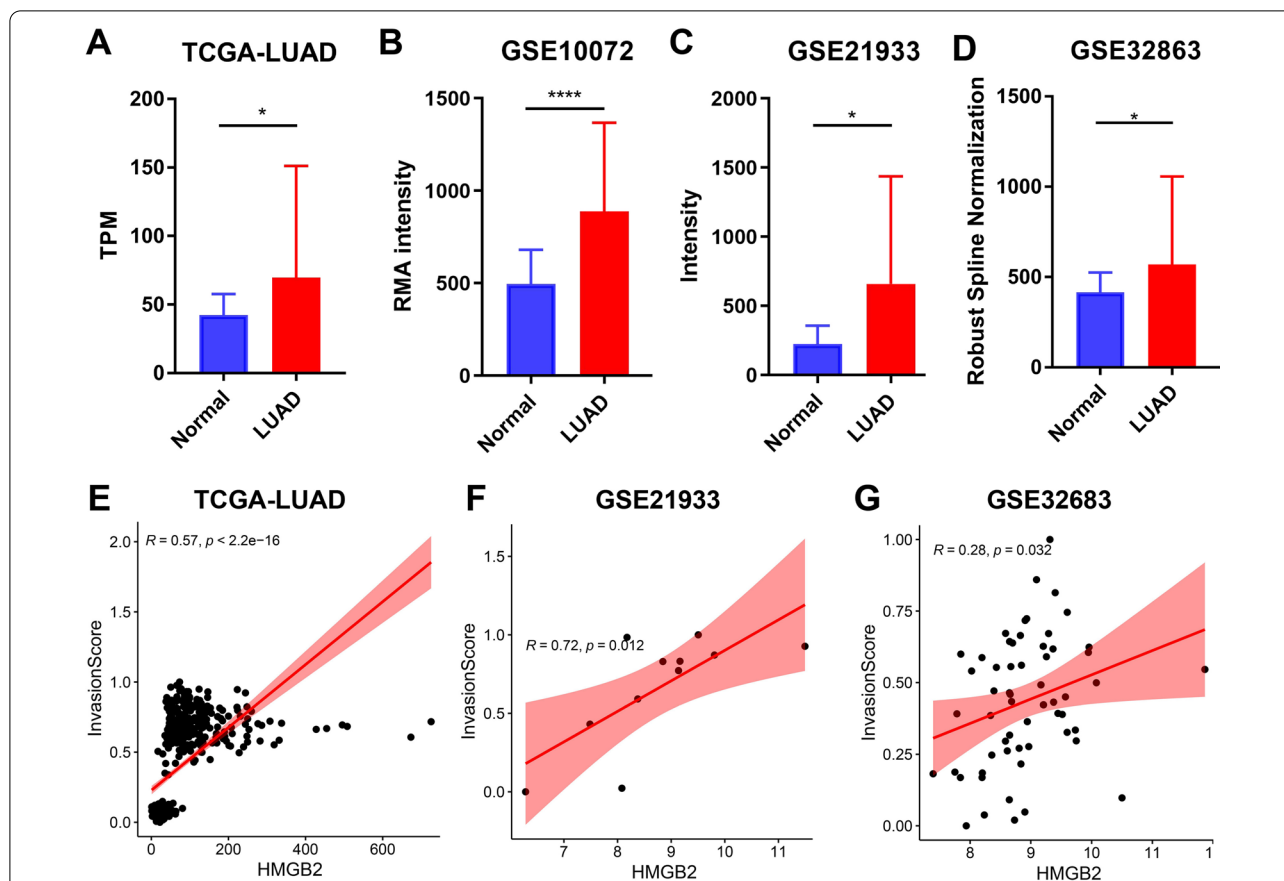 A TCGA-LUAD
TPM
200
150
100
50
0
*
Normal
LUAD
B GSE10072
RMA intensity
1500
1000
500
0
****
Normal
LUAD
C GSE21933
Intensity
2000
1500
1000
500
0
*
Normal
LUAD
D GSE32863
Robust Spline Normalization
1500
1000
500
0
*
Normal
LUAD
E TCGA-LUAD
R = 0.57, p < 2.2e−16
InvasionScore
2.0
1.5
1.0
0.5
0.0
0 200 400 600
HMGB2
F GSE21933
R = 0.72, p = 0.012
InvasionScore
1.5
1.0
0.5
0.0
7 8 9 10 11
HMGB2
G GSE32683
R = 0.28, p = 0.032
InvasionScore
1.00
0.75
0.50
0.25
0.00
8 9 10 11 1
HMGB2